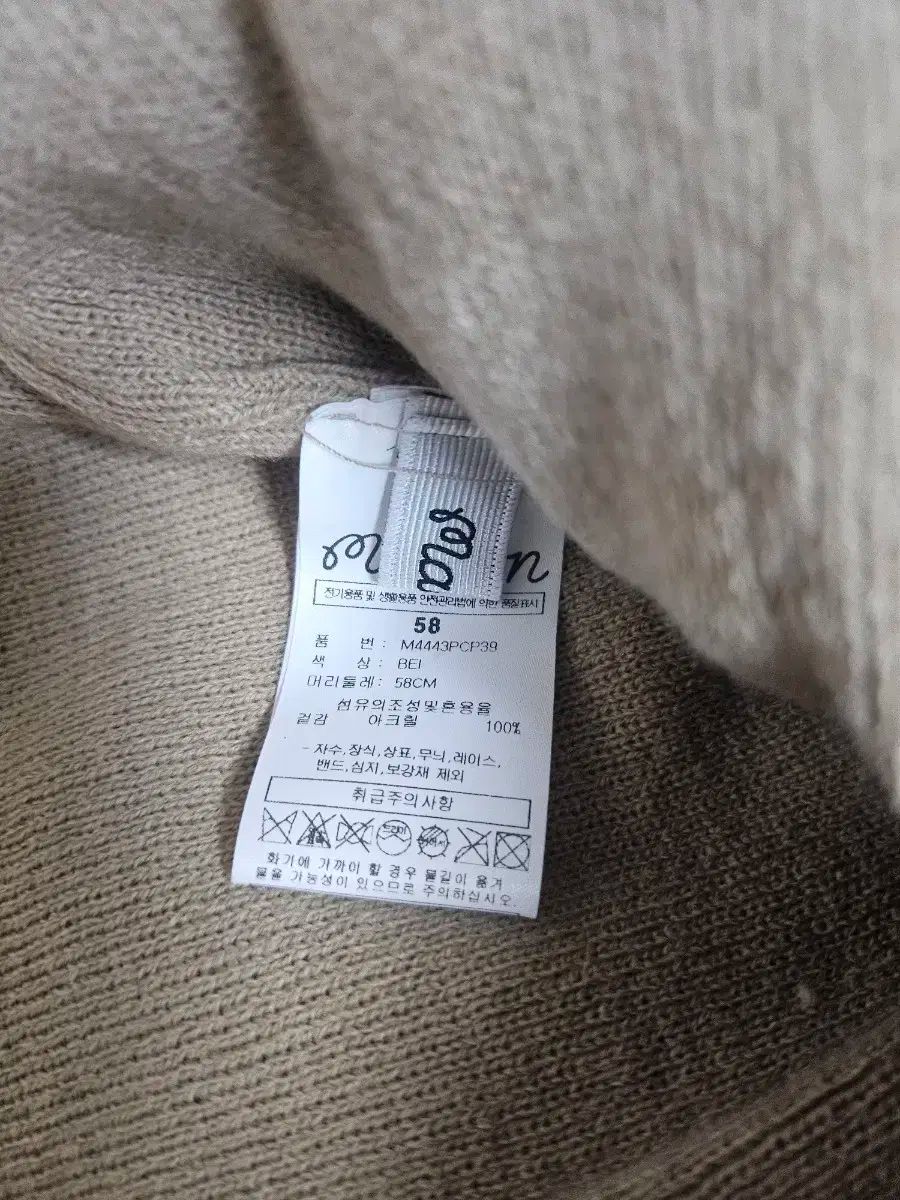 전기용품 및 생활용품 안전관리법에 의한 품질표시
58
품 번: M4443PCP39
색 상: BEI
머리둘레: 58CM
섬유의조성및혼용율
겉감 아크릴 100%
- 자수,장식,상표,무늬,레이스,
밴드,심지,보강재 제외
취급주의사항
드라이
화기에 가까이 할 경우 불길이 옮겨
붙을 가능성이 있으므로 주의하십시오.